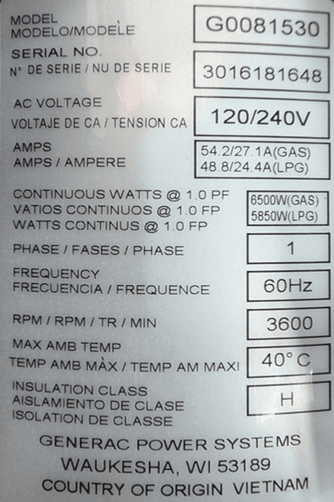 MODEL
MODELO/MODÈLE
G0081530
SERIAL NO.
N° DE SERIE / NU DE SERIE
3016181648
AC VOLTAGE
VOLTAJE DE CA / TENSION CA
120/240V
AMPS
AMPS / AMPERE
54.2/27.1A(GAS)
48.8/24.4A(LPG)
CONTINUOUS WATTS @ 1.0 PF
VATIOS CONTINUOS @ 1.0 FP
WATTS CONTINUS @ 1.0 FP
6500W(GAS)
5850W(LPG)
PHASE / FASES / PHASE
1
FREQUENCY
FRECUENCIA / FREQUENCE
60Hz
RPM / RPM / TR / MIN
3600
MAX AMB TEMP
TEMP AMB MÀX / TEMP AM MAXI
40°C
INSULATION CLASS
AISLAMIENTO DE CLASE
ISOLATION DE CLASSE
H
GENERAC POWER SYSTEMS
WAUKESHA, WI 53189
COUNTRY OF ORIGIN VIETNAM